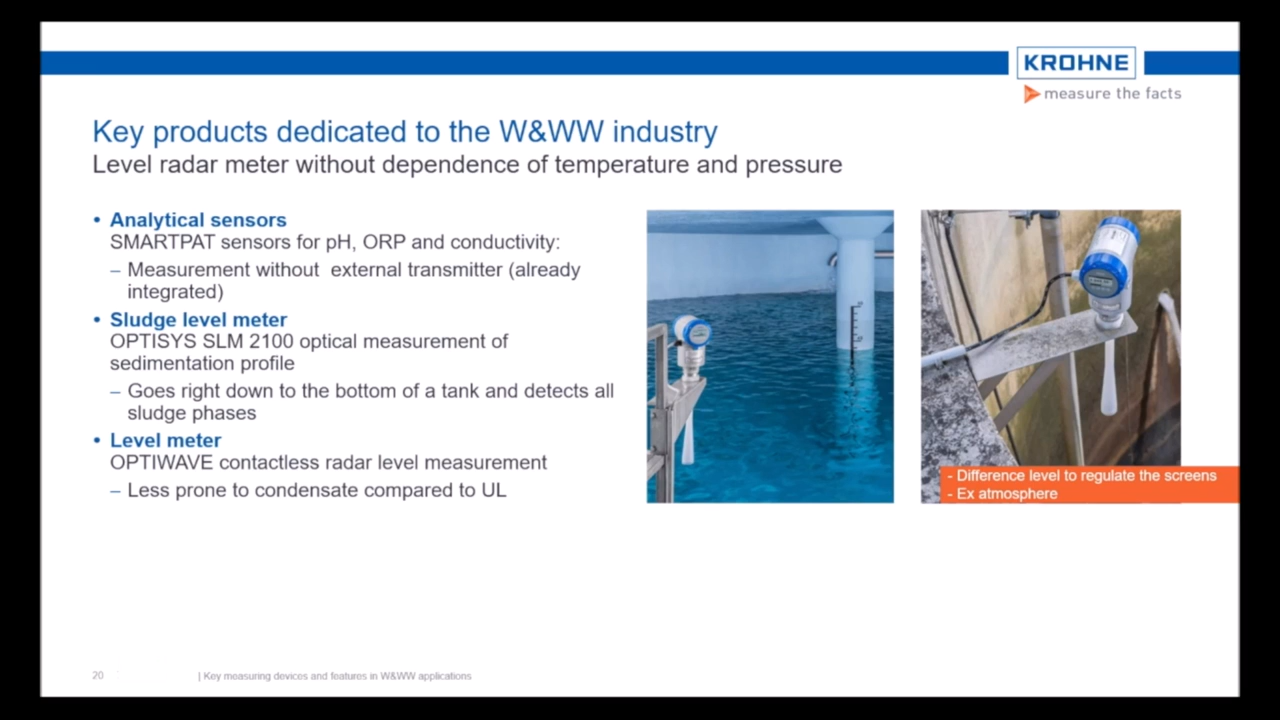 KROHNE
measure the facts
Key products dedicated to the W&WW industry
Level radar meter without dependence of temperature and pressure
• Analytical sensors
SMARTPAT sensors for pH, ORP and conductivity:
– Measurement without external transmitter (already
integrated)
• Sludge level meter
OPTISYS SLM 2100 optical measurement of
sedimentation profile
– Goes right down to the bottom of a tank and detects all
sludge phases
• Level meter
OPTIWAVE contactless radar level measurement
– Less prone to condensate compared to UL
- Difference level to regulate the screens
- Ex atmosphere
20 | Key measuring devices and features in W&WW applications